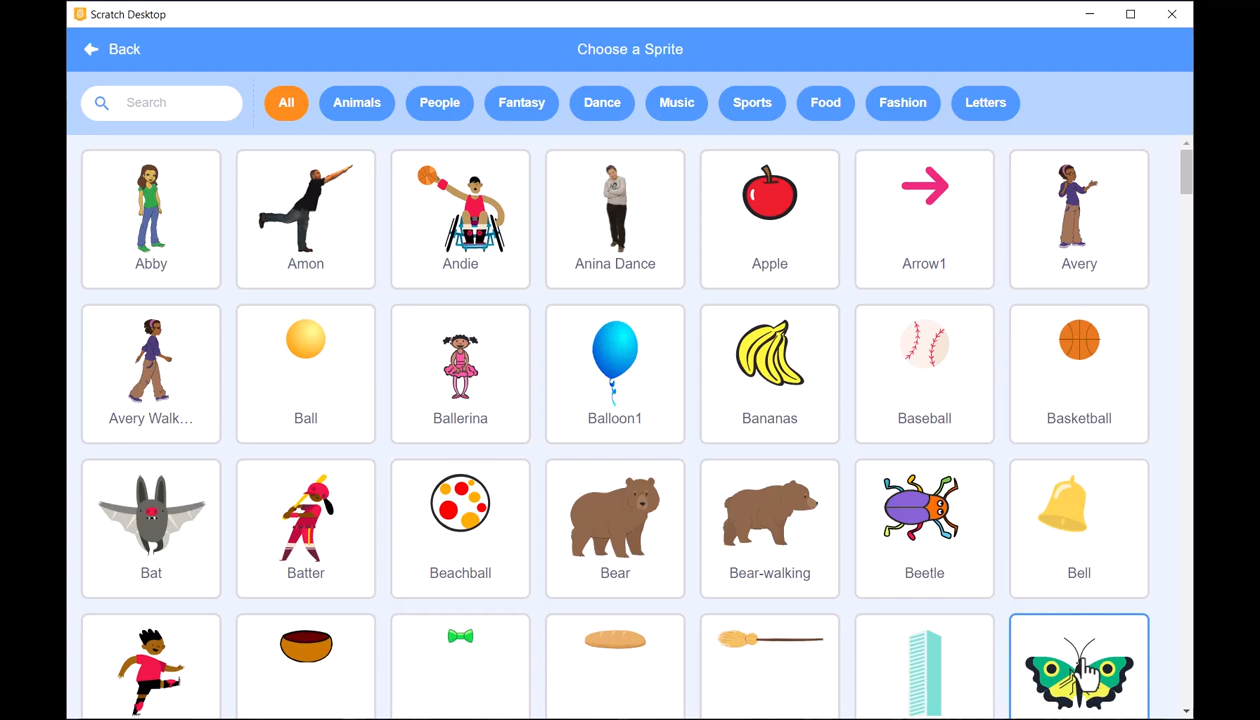 Scratch Desktop
Back
Choose a Sprite
Search
All Animals People Fantasy Dance Music Sports Food Fashion Letters
Abby Amon Andie Anina Dance Apple Arrow1 Avery
Avery Walk… Ball Ballerina Balloon1 Bananas Baseball Basketball
Bat Batter Beachball Bear Bear-walking Beetle Bell